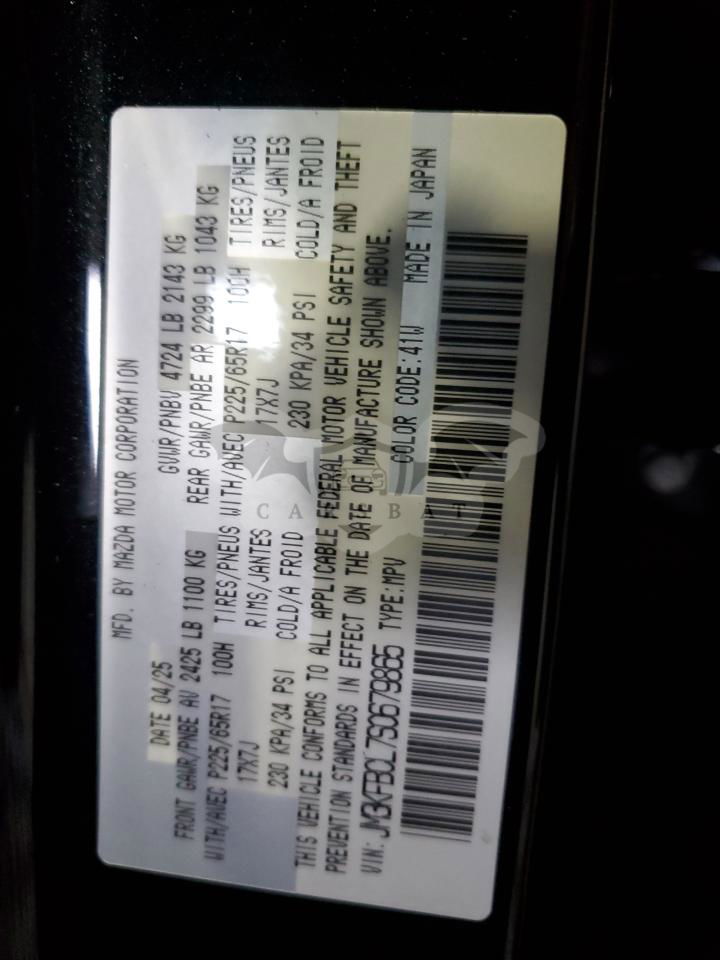 MFD. BY MAZDA MOTOR CORPORATION
DATE 04/25 GVWR/PNBV 4724 LB 2143 KG
FRONT GAWR/PNBE AV 2425 LB 1100 KG REAR GAWR/PNBE AR 2299 LB 1043 KG
WITH/AVEC P225/65R17 100H TIRES/PNEUS WITH/AVEC P225/65R17 100H TIRES/PNEUS
17X7J RIMS/JANTES 17X7J RIMS/JANTES
230 KPA/34 PSI COLD/A FROID 230 KPA/34 PSI COLD/A FROID
THIS VEHICLE CONFORMS TO ALL APPLICABLE FEDERAL MOTOR VEHICLE SAFETY AND THEFT
PREVENTION STANDARDS IN EFFECT ON THE DATE OF MANUFACTURE SHOWN ABOVE.
VIN: JM3KFBCL7S0679865 TYPE:MPV COLOR CODE:41W MADE IN JAPAN
CARBAT